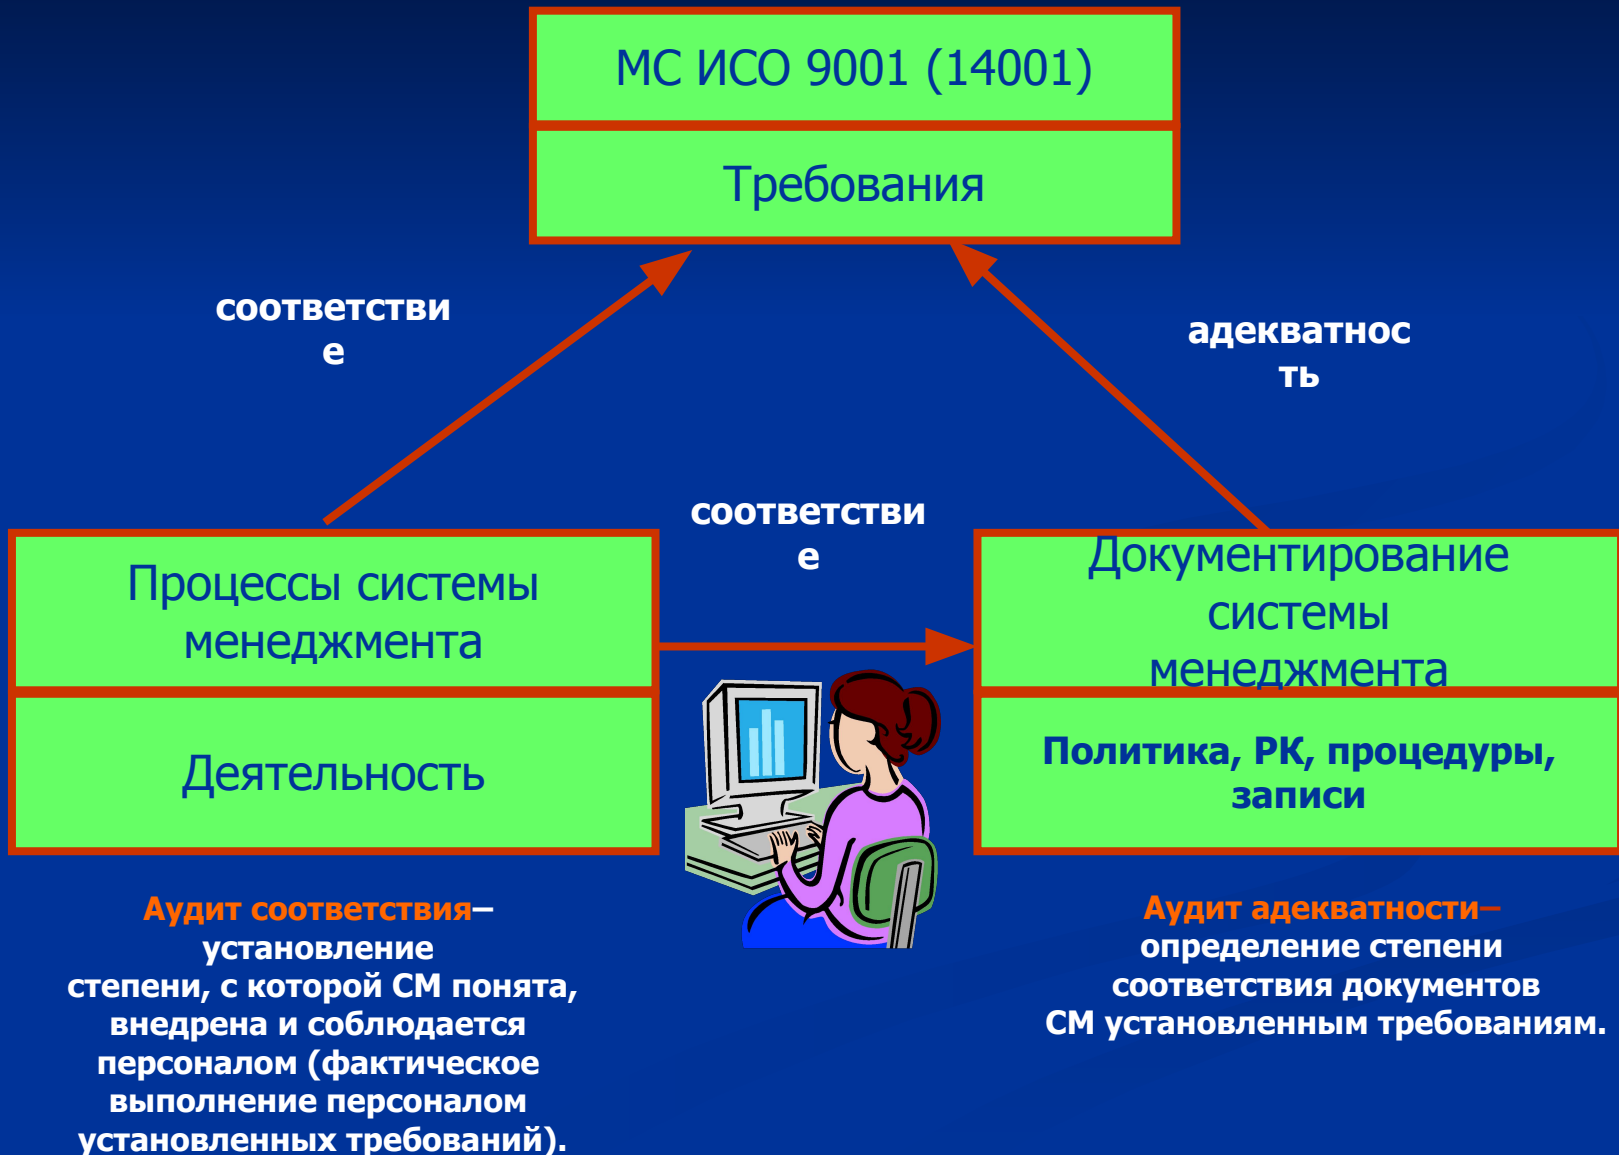 МС ИСО 9001 (14001)
Требования
соответстви
е
адекватнос
ть
соответстви
е
Процессы системы
менеджмента
Деятельность
Документирование
системы
менеджмента
Политика, РК, процедуры,
записи
Аудит соответствия–
установление
степени, с которой СМ понята,
внедрена и соблюдается
персоналом (фактическое
выполнение персоналом
установленных требований).
Аудит адекватности–
определение степени
соответствия документов
СМ установленным требованиям.